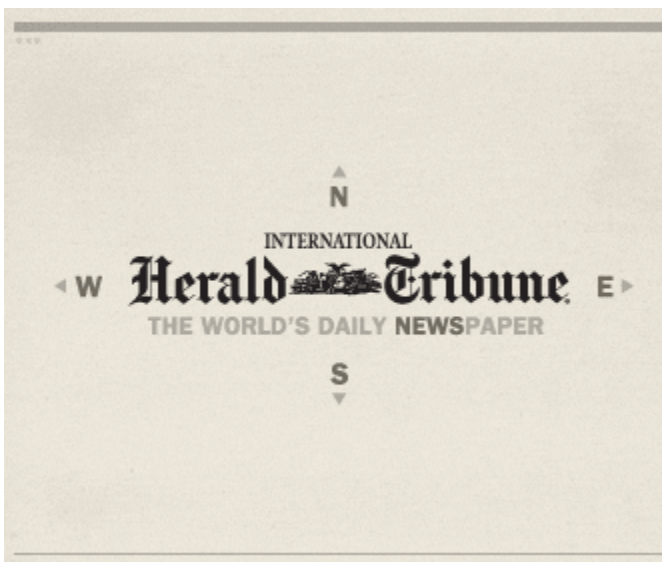 N
INTERNATIONAL
W Herald Tribune E
THE WORLD'S DAILY NEWSPAPER
S